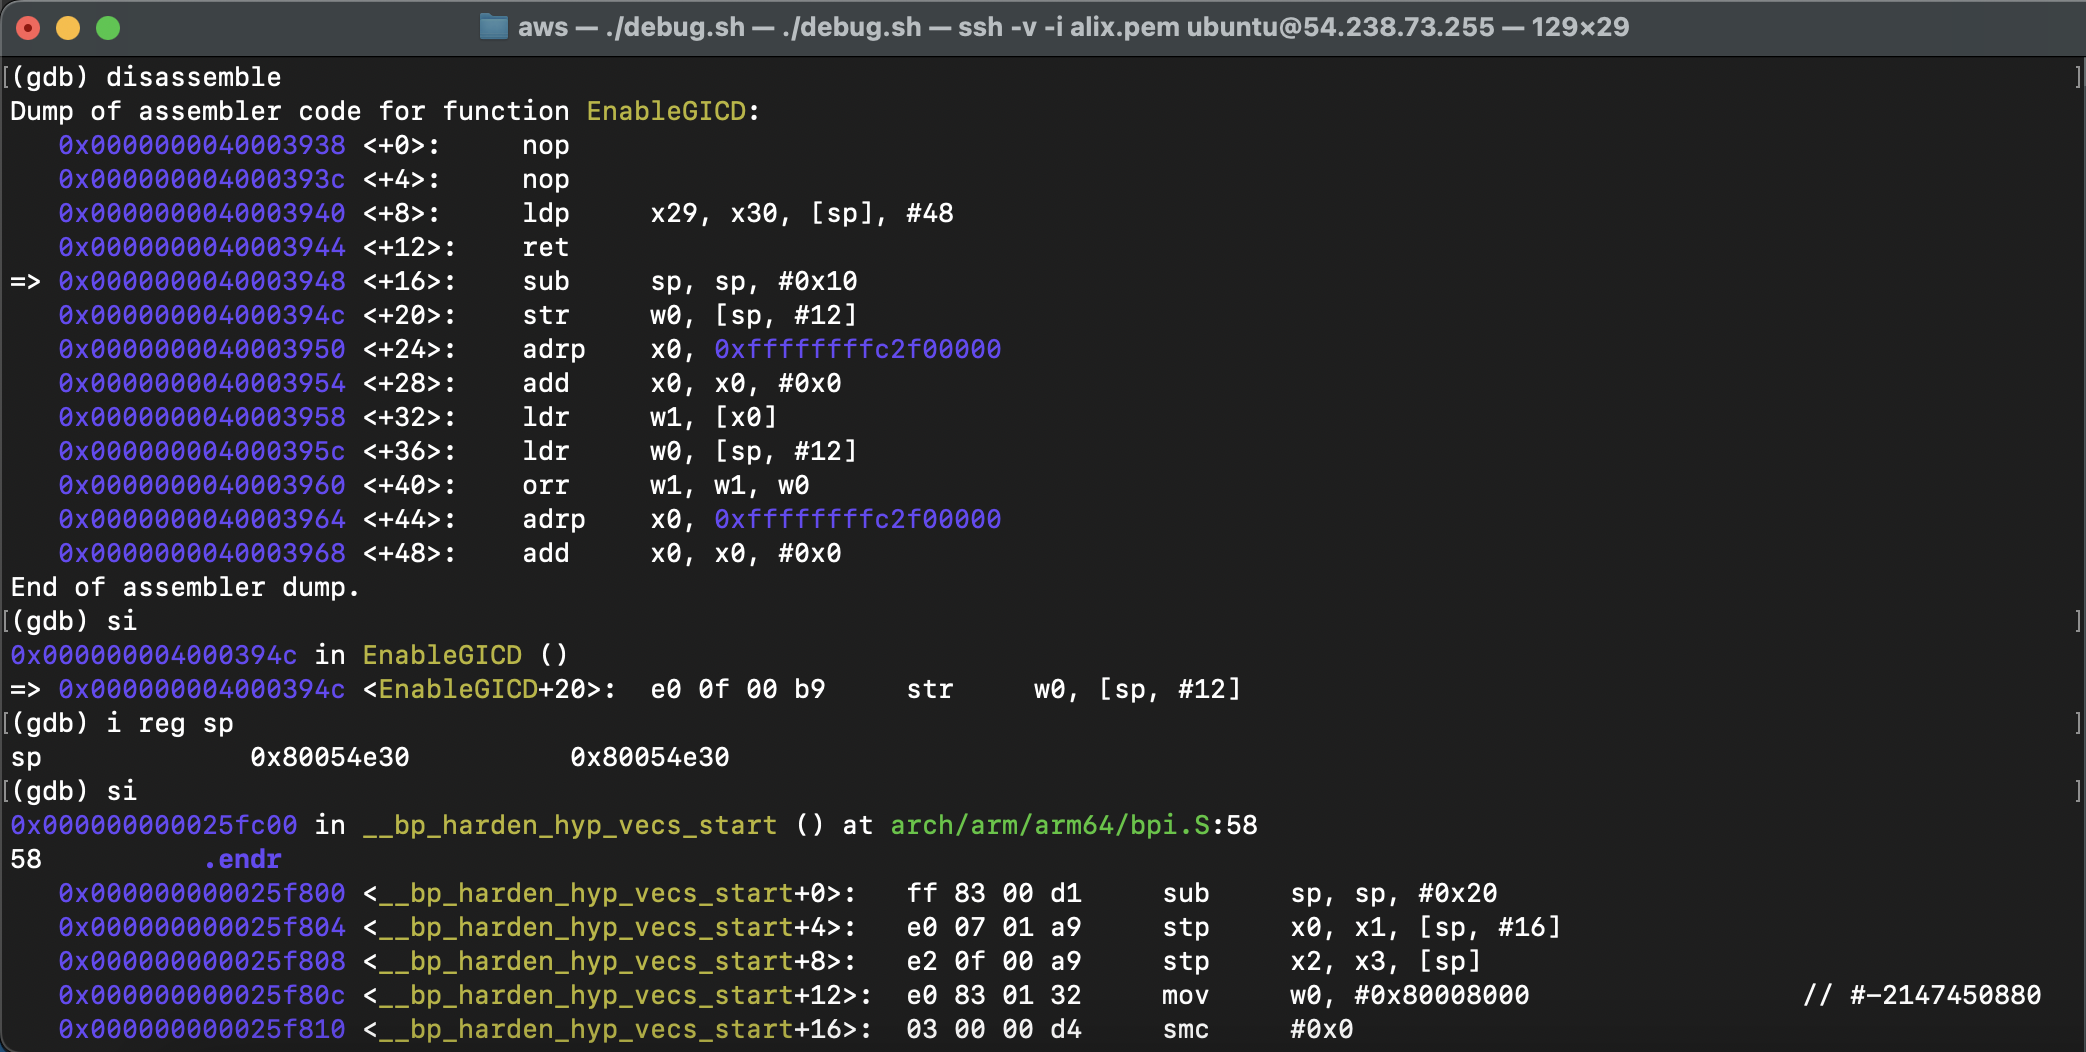 aws — ./debug.sh — ./debug.sh — ssh -v -i alix.pem ubuntu@54.238.73.255 — 129×29
[(gdb) disassemble ]
Dump of assembler code for function EnableGICD:
   0x0000000040003938 <+0>:     nop
   0x000000004000393c <+4>:     nop
   0x0000000040003940 <+8>:     ldp     x29, x30, [sp], #48
   0x0000000040003944 <+12>:    ret
=> 0x0000000040003948 <+16>:    sub     sp, sp, #0x10
   0x000000004000394c <+20>:    str     w0, [sp, #12]
   0x0000000040003950 <+24>:    adrp    x0, 0xffffffffc2f00000
   0x0000000040003954 <+28>:    add     x0, x0, #0x0
   0x0000000040003958 <+32>:    ldr     w1, [x0]
   0x000000004000395c <+36>:    ldr     w0, [sp, #12]
   0x0000000040003960 <+40>:    orr     w1, w1, w0
   0x0000000040003964 <+44>:    adrp    x0, 0xffffffffc2f00000
   0x0000000040003968 <+48>:    add     x0, x0, #0x0
End of assembler dump.
[(gdb) si ]
0x000000004000394c in EnableGICD ()
=> 0x000000004000394c <EnableGICD+20>:  e0 0f 00 b9     str     w0, [sp, #12]
[(gdb) i reg sp ]
sp             0x80054e30          0x80054e30
[(gdb) si ]
0x000000000025fc00 in __bp_harden_hyp_vecs_start () at arch/arm/arm64/bpi.S:58
58          .endr
   0x000000000025f800 <__bp_harden_hyp_vecs_start+0>:   ff 83 00 d1     sub     sp, sp, #0x20
   0x000000000025f804 <__bp_harden_hyp_vecs_start+4>:   e0 07 01 a9     stp     x0, x1, [sp, #16]
   0x000000000025f808 <__bp_harden_hyp_vecs_start+8>:   e2 0f 00 a9     stp     x2, x3, [sp]
   0x000000000025f80c <__bp_harden_hyp_vecs_start+12>:  e0 83 01 32     mov     w0, #0x80008000                 // #-2147450880
   0x000000000025f810 <__bp_harden_hyp_vecs_start+16>:  03 00 00 d4     smc     #0x0